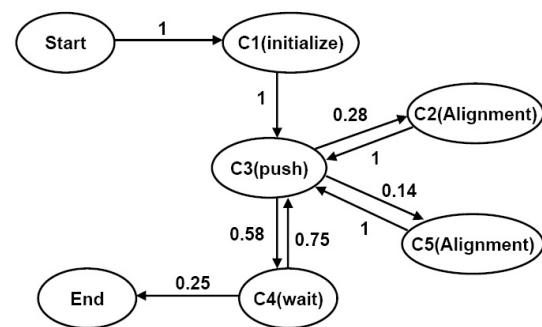 Start
1
C1(initialize)
1
0.28
C2(Alignment)
1
C3(push)
0.14
1
C5(Alignment)
0.58
0.75
0.25
End
C4(wait)